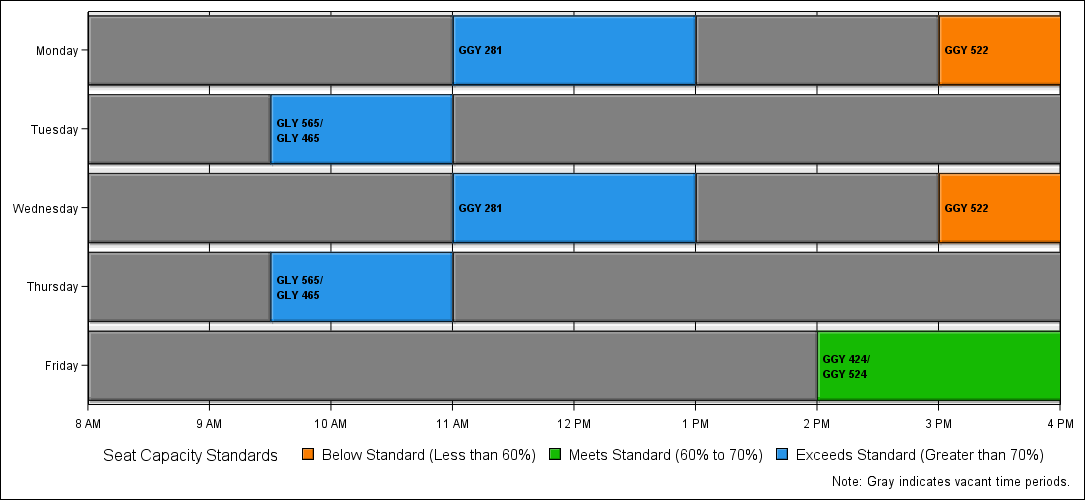 Monday
GGY 281
GGY 522
Tuesday
GLY 565/
GLY 465
Wednesday
GGY 281
GGY 522
Thursday
GLY 565/
GLY 465
Friday
GGY 424/
GGY 524
8 AM 9 AM 10 AM 11 AM 12 PM 1 PM 2 PM 3 PM 4 PM
Seat Capacity Standards Below Standard (Less than 60%) Meets Standard (60% to 70%) Exceeds Standard (Greater than 70%)
Note: Gray indicates vacant time periods.